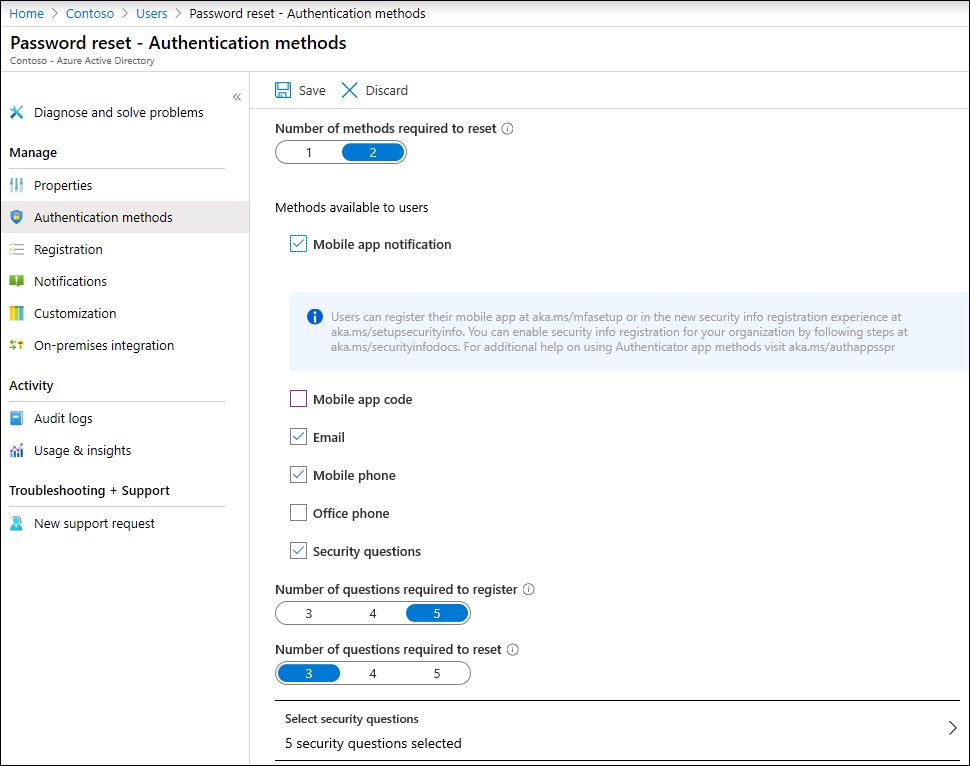 Home > Contoso > Users > Password reset - Authentication methods
Password reset - Authentication methods
Contoso - Azure Active Directory
«
Diagnose and solve problems
Manage
Properties
Authentication methods
Registration
Notifications
Customization
On-premises integration
Activity
Audit logs
Usage & insights
Troubleshooting + Support
New support request
Save Discard
Number of methods required to reset
1 2
Methods available to users
Mobile app notification
Users can register their mobile app at aka.ms/mfasetup or in the new security info registration experience at
aka.ms/setupsecurityinfo. You can enable security info registration for your organization by following steps at
aka.ms/securityinfodocs. For additional help on using Authenticator app methods visit aka.ms/authappsspr
Mobile app code
Email
Mobile phone
Office phone
Security questions
Number of questions required to register
3 4 5
Number of questions required to reset
3 4 5
Select security questions
5 security questions selected